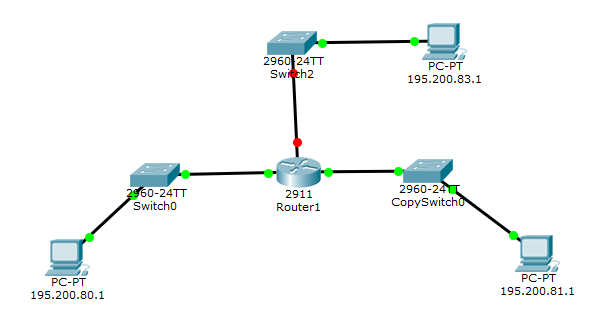 2960-24TT
Switch2
PC-PT
195.200.83.1
2960-24TT
Switch0
2911
Router1
2960-24TT
CopySwitch0
PC-PT
195.200.80.1
PC-PT
195.200.81.1